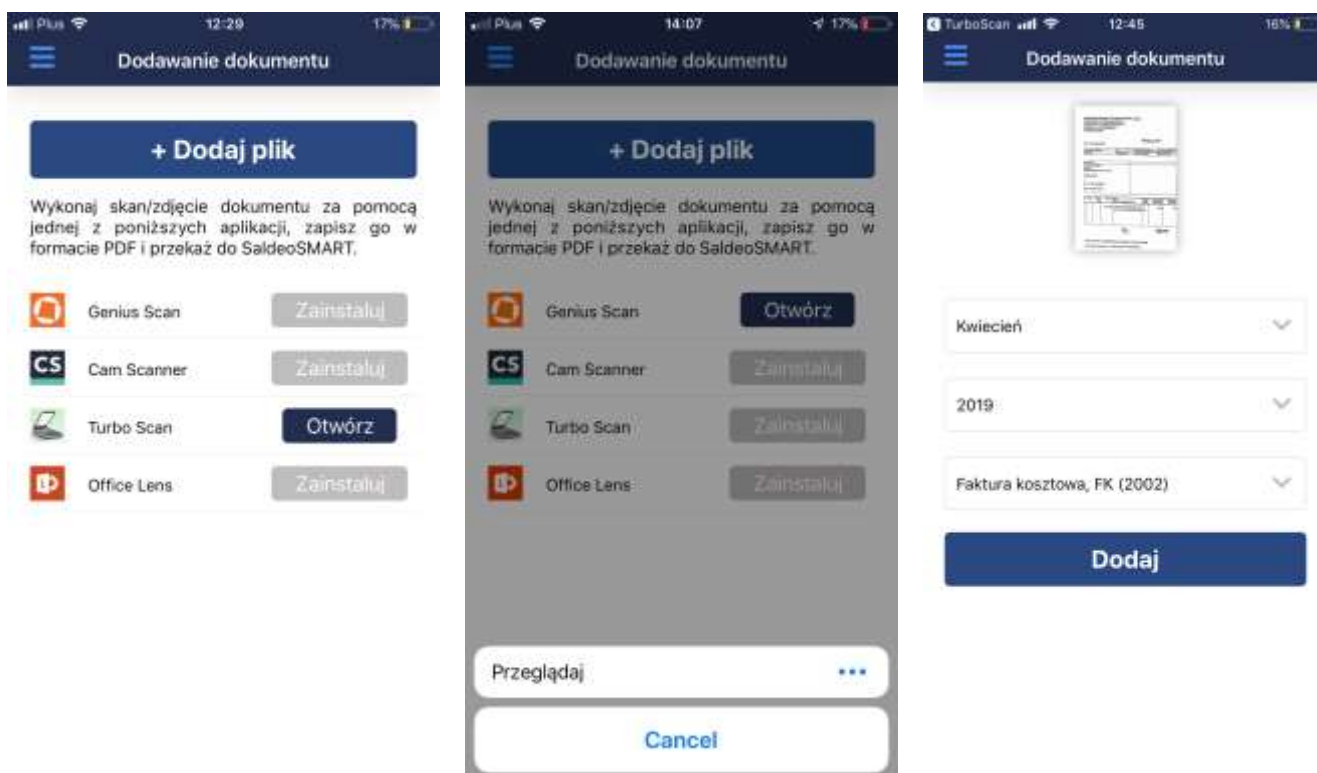 Plus 12:29 17%
Dodawanie dokumentu
+ Dodaj plik
Wykonaj skan/zdjęcie dokumentu za pomocą
jednej z poniższych aplikacji, zapisz go w
formacie PDF i przekaż do SaldeoSMART.
Genius Scan Zainstaluj
CS Cam Scanner Zainstaluj
Turbo Scan Otwórz
Office Lens Zainstaluj
Plus 14:07 17%
Dodawanie dokumentu
+ Dodaj plik
Wykonaj skan/zdjęcie dokumentu za pomocą
jednej z poniższych aplikacji, zapisz go w
formacie PDF i przekaż do SaldeoSMART.
Genius Scan Otwórz
CS Cam Scanner Zainstaluj
Turbo Scan Zainstaluj
Office Lens Zainstaluj
Przeglądaj
Cancel
TurboScan 12:45 16%
Dodawanie dokumentu
Kwiecień
2019
Faktura kosztowa, FK (2002)
Dodaj